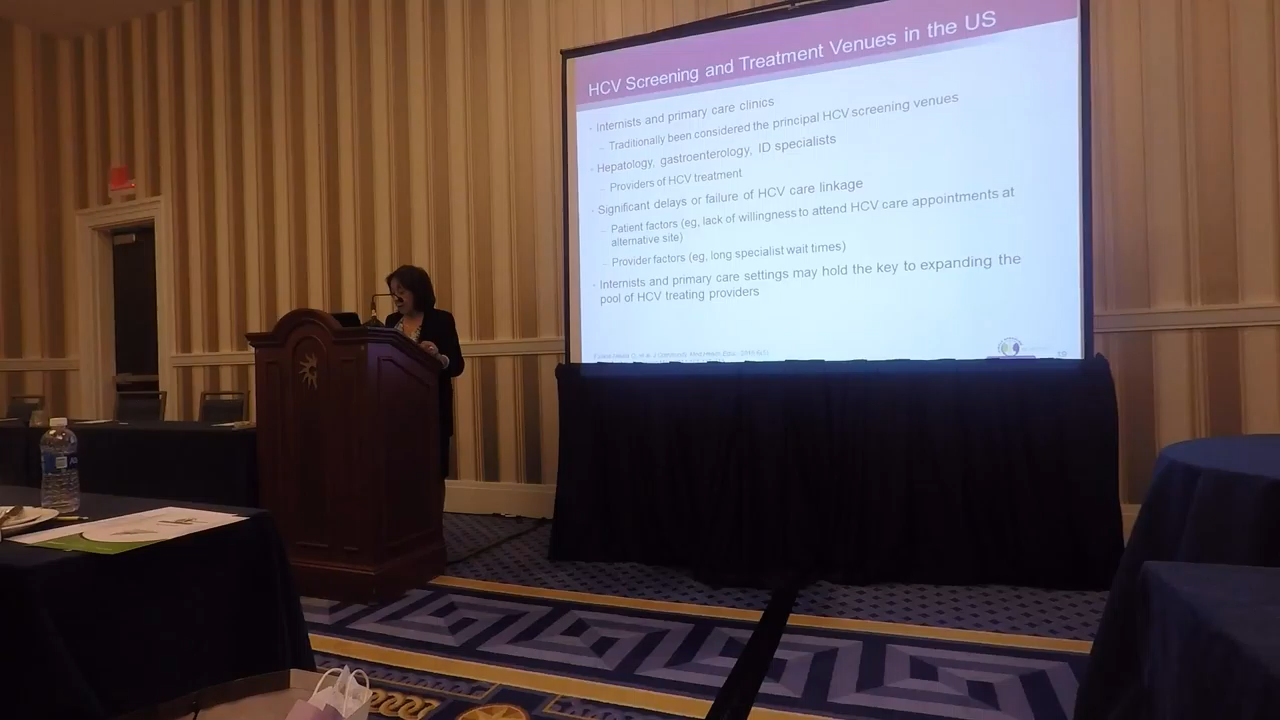 HCV Screening and Treatment Venues in the US
Internists and primary care clinics
Traditionally been considered the principal HCV screening venues
Hepatology, gastroenterology, ID specialists
Providers of HCV treatment
Significant delays or failure of HCV care linkage
Patient factors (eg, lack of willingness to attend HCV care appointments at
alternative site)
Provider factors (eg, long specialist wait times)
Internists and primary care settings may hold the key to expanding the
pool of HCV treating providers
19